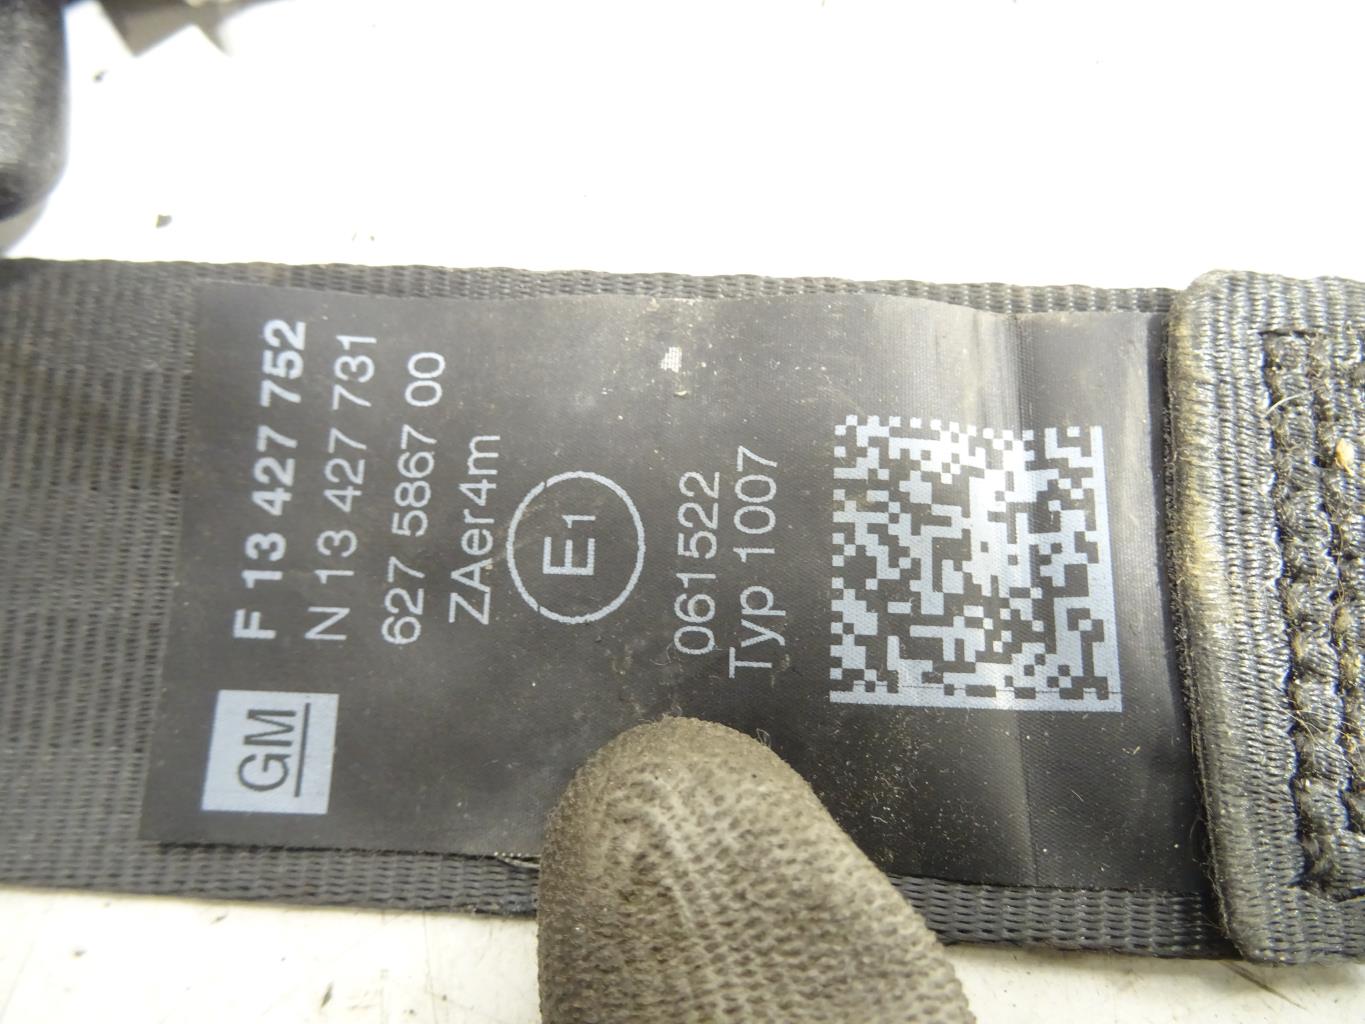 GM
F 13 427 752
N 13 427 731
627 5867 00
ZAer4m
E1
061522
Typ 1007